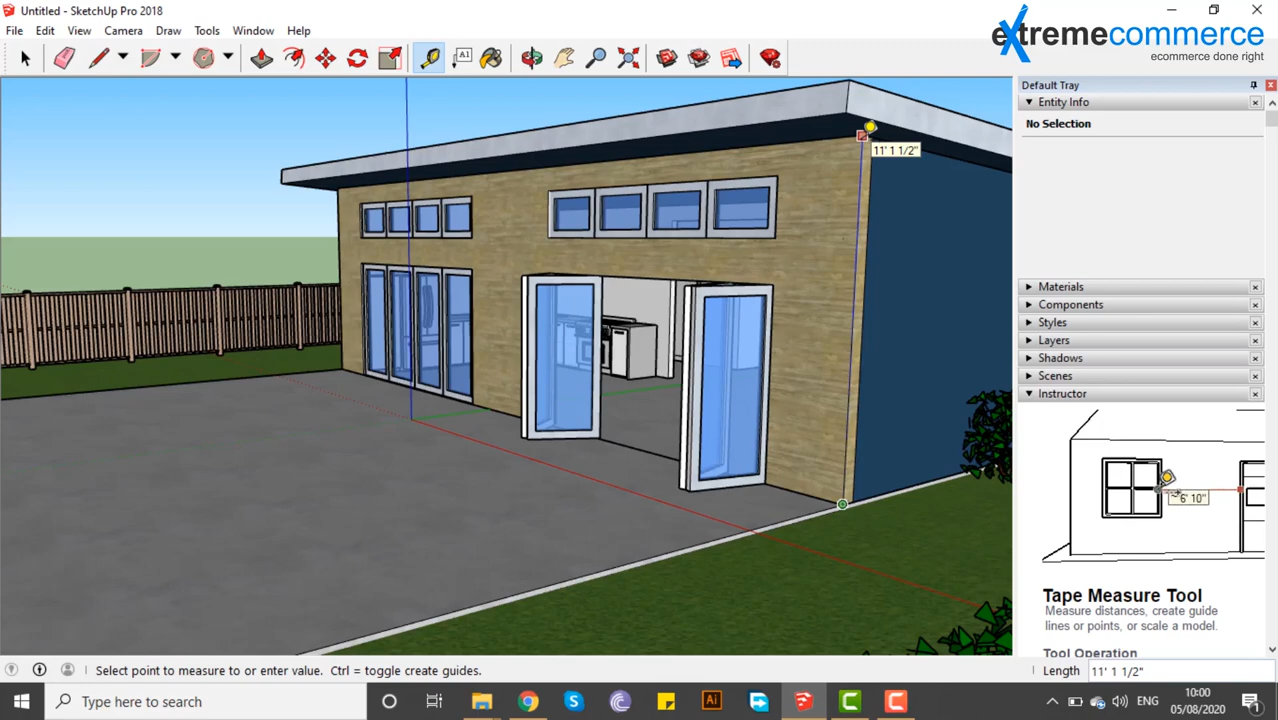 Untitled - SketchUp Pro 2018
extremecommerce
ecommerce done right
File Edit View Camera Draw Tools Window Help
A1
Default Tray
Entity Info
No Selection
11' 1 1/2"
Materials
Components
Styles
Layers
Shadows
Scenes
Instructor
~ 6' 10"
Tape Measure Tool
Measure distances, create guide
lines or points, or scale a model.
Tool Operation
Select point to measure to or enter value. Ctrl = toggle create guides.
Length 11' 1 1/2"
Type here to search
Ai
ENG
10:00
05/08/2020
1